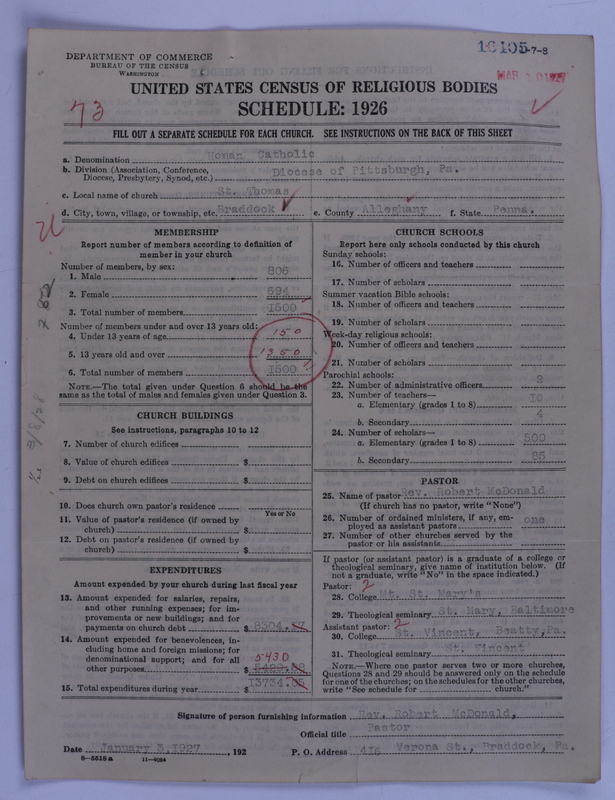 DEPARTMENT OF COMMERCE
BUREAU OF THE CENSUS
WASHINGTON
16105-7-8
MAR 10 1927
UNITED STATES CENSUS OF RELIGIOUS BODIES
SCHEDULE: 1926
73
FILL OUT A SEPARATE SCHEDULE FOR EACH CHURCH. SEE INSTRUCTIONS ON THE BACK OF THIS SHEET
a. Denomination Roman Catholic
b. Division (Association, Conference, Diocese, Presbytery, Synod, etc.) Diocese of Pittsburgh, Pa.
c. Local name of church St. Thomas
d. City, town, village, or township, etc. Braddock e. County Alleghany f. State Penna.
MEMBERSHIP
Report number of members according to definition of
member in your church
Number of members, by sex:
1. Male 806
2. Female 694
3. Total number of members 1500
Number of members under and over 13 years old:
4. Under 13 years of age 150
5. 13 years old and over 1350
6. Total number of members 1500
NOTE.—The total given under Question 6 should be the
same as the total of males and females given under Question 3.
CHURCH BUILDINGS
See instructions, paragraphs 10 to 12
7. Number of church edifices
8. Value of church edifices $
9. Debt on church edifices $
10. Does church own pastor's residence
Yes or No
11. Value of pastor's residence (if owned by
church) $
12. Debt on pastor's residence (if owned by
church) $
EXPENDITURES
Amount expended by church during last fiscal year
13. Amount expended for salaries, repairs,
and other running expenses; for im-
provements or new buildings; and for
payments on church debt $ 8304.
14. Amount expended for benevolences, in-
cluding home and foreign missions; for
denominational support; and for all 5430
other purposes $
15. Total expenditures during year $ 13734.
CHURCH SCHOOLS
Report here only schools conducted by this church
Sunday schools:
16. Number of officers and teachers
17. Number of scholars
Summer vacation Bible schools:
18. Number of officers and teachers
19. Number of scholars
Week-day religious schools:
20. Number of officers and teachers
21. Number of scholars
Parochial schools:
22. Number of administrative officers
23. Number of teachers—
a. Elementary (grades 1 to 8) 10
b. Secondary 4
24. Number of scholars—
a. Elementary (grades 1 to 8) 500
b. Secondary
PASTOR
25. Name of pastor Rev. Robert McDonald
(If church has no pastor, write "None")
26. Number of ordained ministers, if any, em-
ployed as assistant pastors one
27. Number of other churches served by the
pastor or his assistants
If pastor (or assistant pastor) is a graduate of a college or
theological seminary, give name of institution below. (If
not a graduate, write "No" in the space indicated.)
Pastor: 2
28. College Mt. St. Mary's
29. Theological seminary St. Mary, Baltimore
Assistant pastor: 2
30. College St. Vincent, Beatty, Pa.
31. Theological seminary St. Vincent
NOTE.—Where one pastor serves two or more churches,
Questions 28 and 29 should be answered only on the schedule
for one of the churches; on the schedules for the other churches,
write "See schedule for church."
Signature of person furnishing information Rev. Robert McDonald,
Official title Pastor
Date January 3, 1927, 192 P. O. Address 416 Verona St., Braddock, Pa.
8—5518a 11—9194